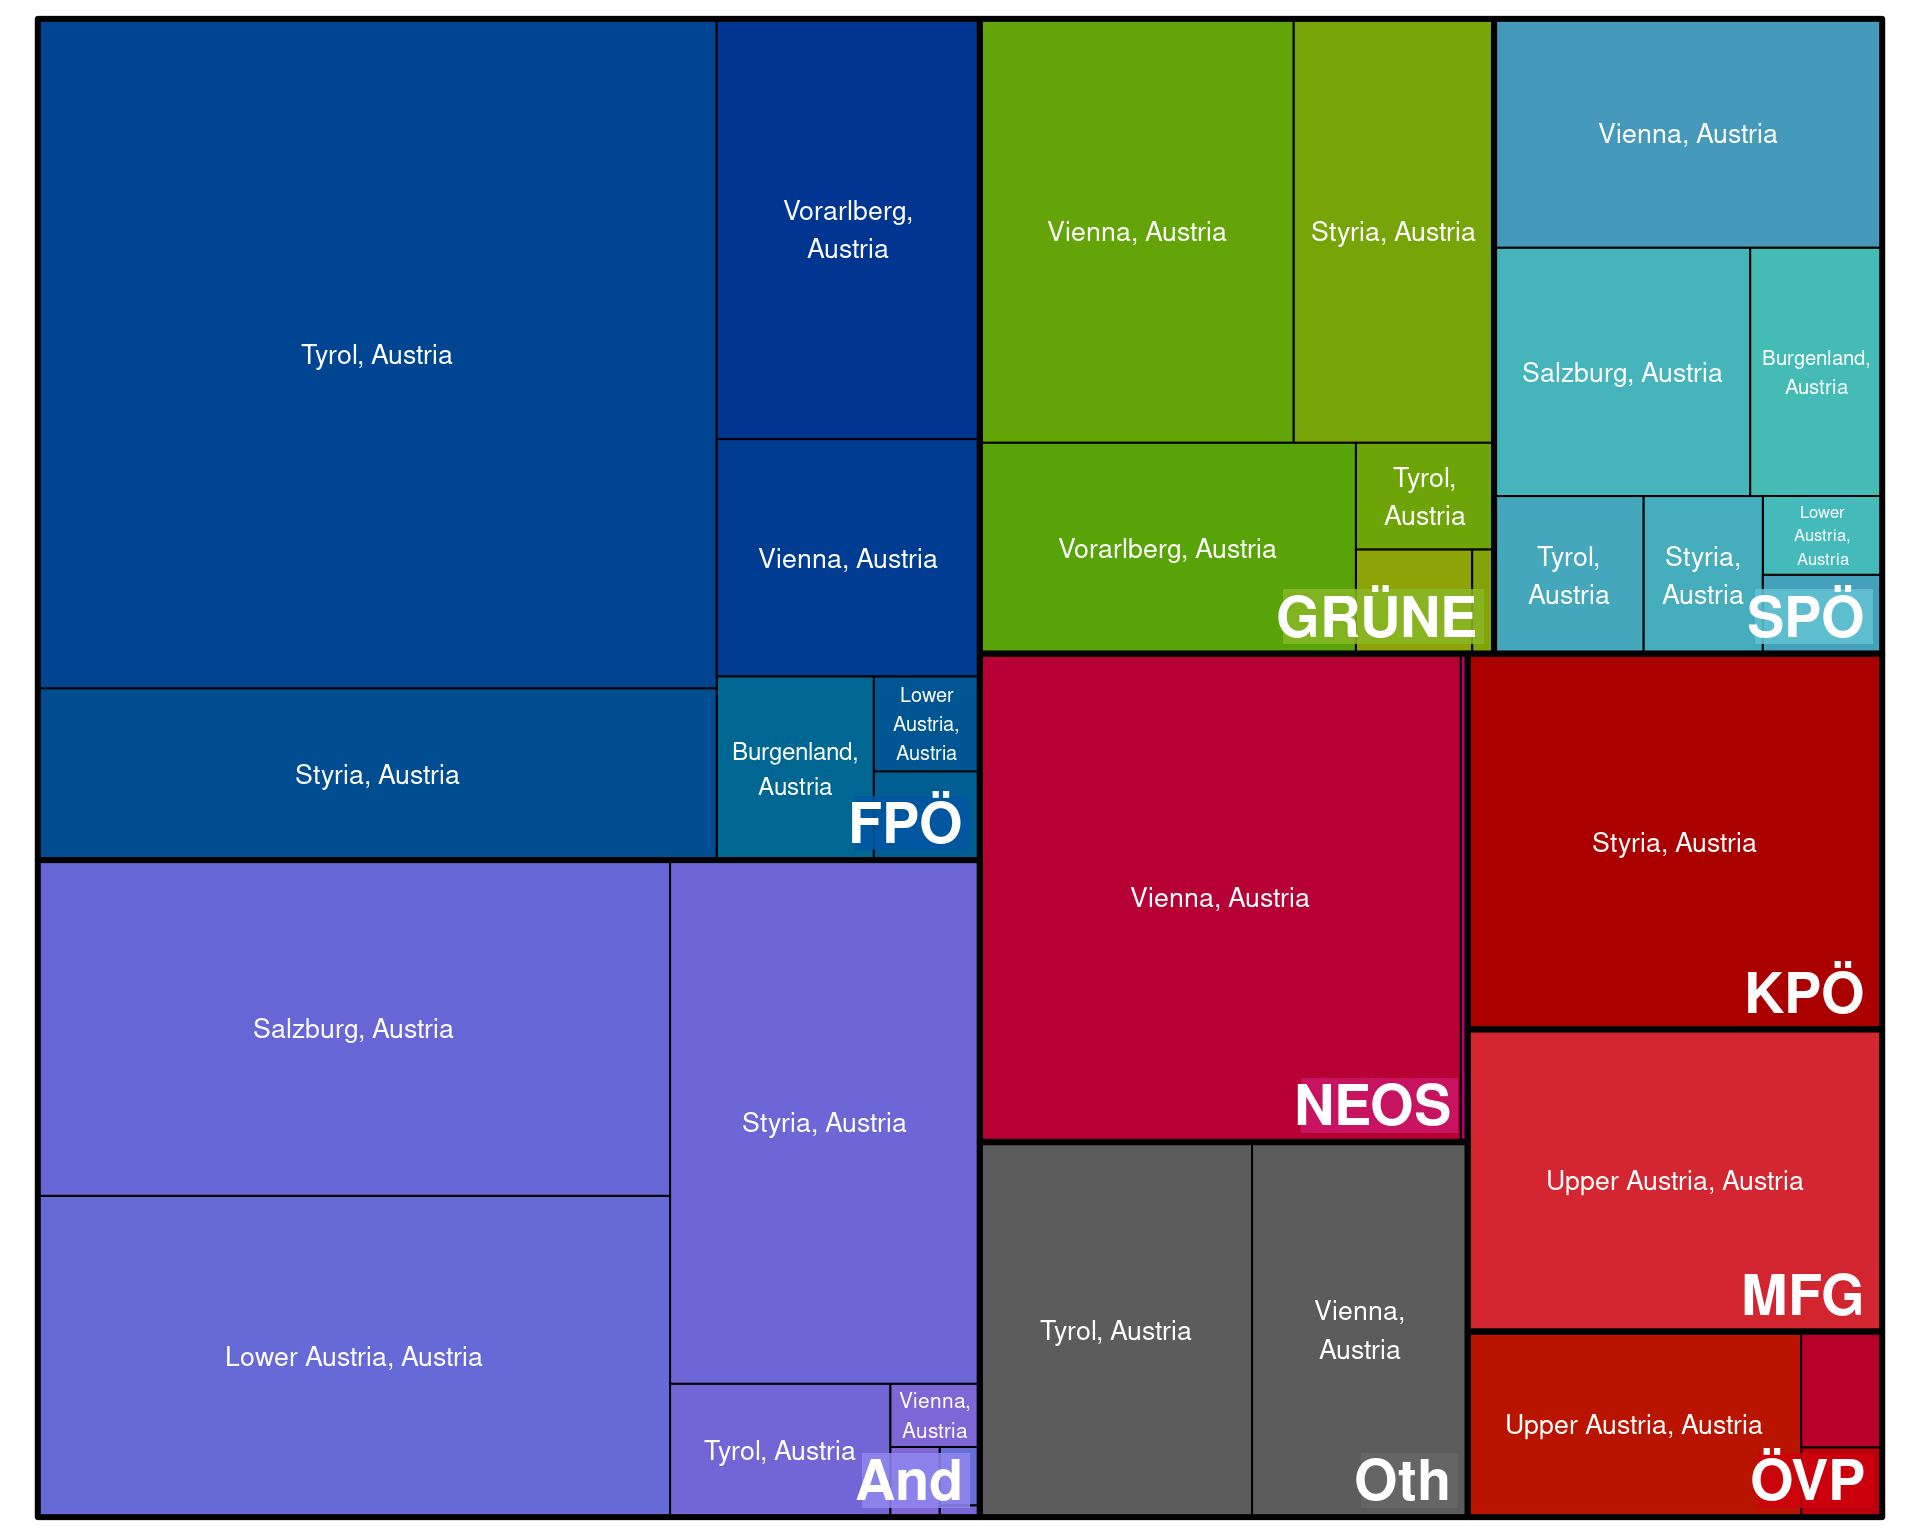 Tyrol, Austria
Vorarlberg,
Austria
Vienna, Austria
Styria, Austria
Burgenland,
Austria
Lower
Austria,
Austria
FPÖ
Salzburg, Austria
Lower Austria, Austria
Styria, Austria
Tyrol, Austria
Vienna,
Austria
And
Vienna, Austria
Styria, Austria
Vorarlberg, Austria
Tyrol,
Austria
GRÜNE
Vienna, Austria
Salzburg, Austria
Burgenland,
Austria
Tyrol,
Austria
Styria,
Austria
Lower
Austria,
Austria
SPÖ
Vienna, Austria
NEOS
Styria, Austria
KPÖ
Upper Austria, Austria
MFG
Tyrol, Austria
Vienna,
Austria
Oth
Upper Austria, Austria
ÖVP